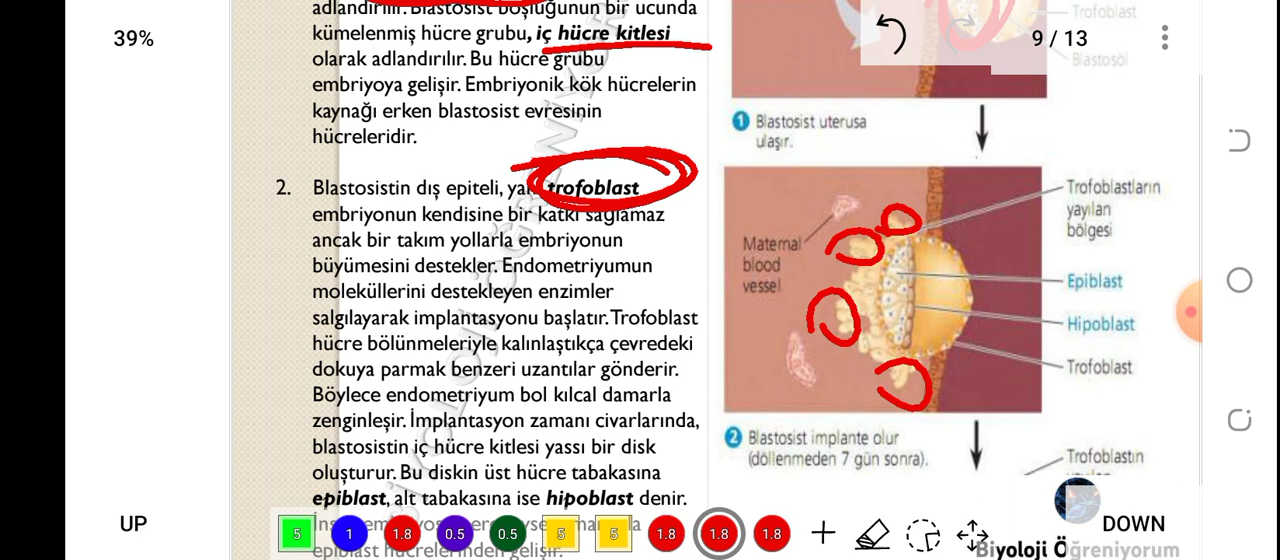 39%
adlandırılır. Blastosist boşluğunun bir ucunda
kümelenmiş hücre grubu, iç hücre kitlesi
olarak adlandırılır. Bu hücre grubu
embriyoya gelişir. Embriyonik kök hücrelerin
kaynağı erken blastosist evresinin
hücreleridir.
2. Blastosistin dış epiteli, yani trofoblast
embriyonun kendisine bir katkı sağlamaz
ancak bir takım yollarla embriyonun
büyümesini destekler. Endometriyumun
moleküllerini destekleyen enzimler
salgılayarak implantasyonu başlatır. Trofoblast
hücre bölünmeleriyle kalınlaştıkça çevredeki
dokuya parmak benzeri uzantılar gönderir.
Böylece endometriyum bol kılcal damarla
zenginleşir. İmplantasyon zamanı civarlarında,
blastosistin iç hücre kitlesi yassı bir disk
oluşturur. Bu diskin üst hücre tabakasına
epiblast, alt tabakasına ise hipoblast denir.
epiblast hücrelerinden gelişir.
Trofoblast
9 / 13
Blastosöl
1 Blastosist uterusa
ulaşır.
Trofoblastların
yayılan
bölgesi
Maternal
blood
vessel
Epiblast
Hipoblast
Trofoblast
2 Blastosist implante olur
(döllenmeden 7 gün sonra).
Trofoblastın
BİYOLOJİ ÖĞRENİYORUM
UP
5 1 1.8 0.5 0.5 5 5 1.8 1.8 1.8
DOWN
Biyoloji Öğreniyorum